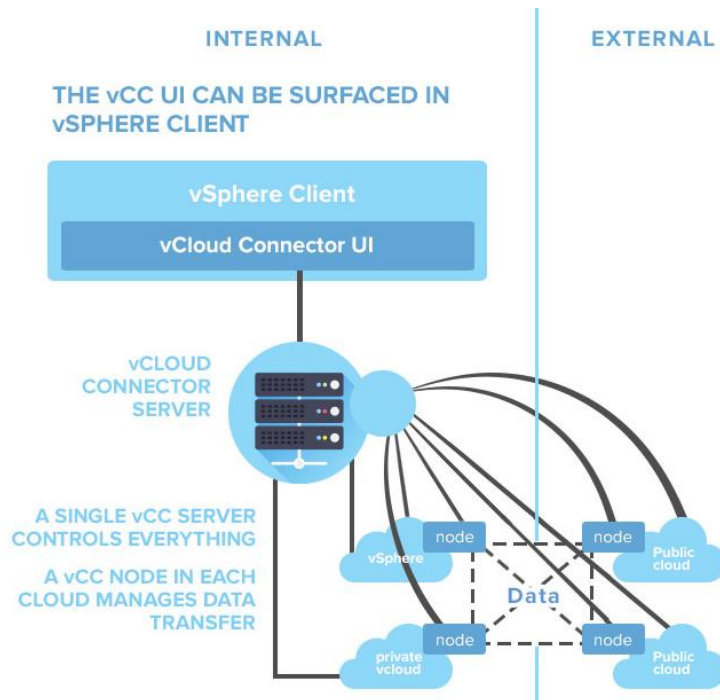 INTERNAL
EXTERNAL
THE vCC UI CAN BE SURFACED IN
vSPHERE CLIENT
vSphere Client
vCloud Connector UI
vCLOUD
CONNECTOR
SERVER
A SINGLE vCC SERVER
CONTROLS EVERYTHING
A vCC NODE IN EACH
CLOUD MANAGES DATA
TRANSFER
vSphere
node
node
Public
cloud
Data
private
vcloud
node
node
Public
cloud